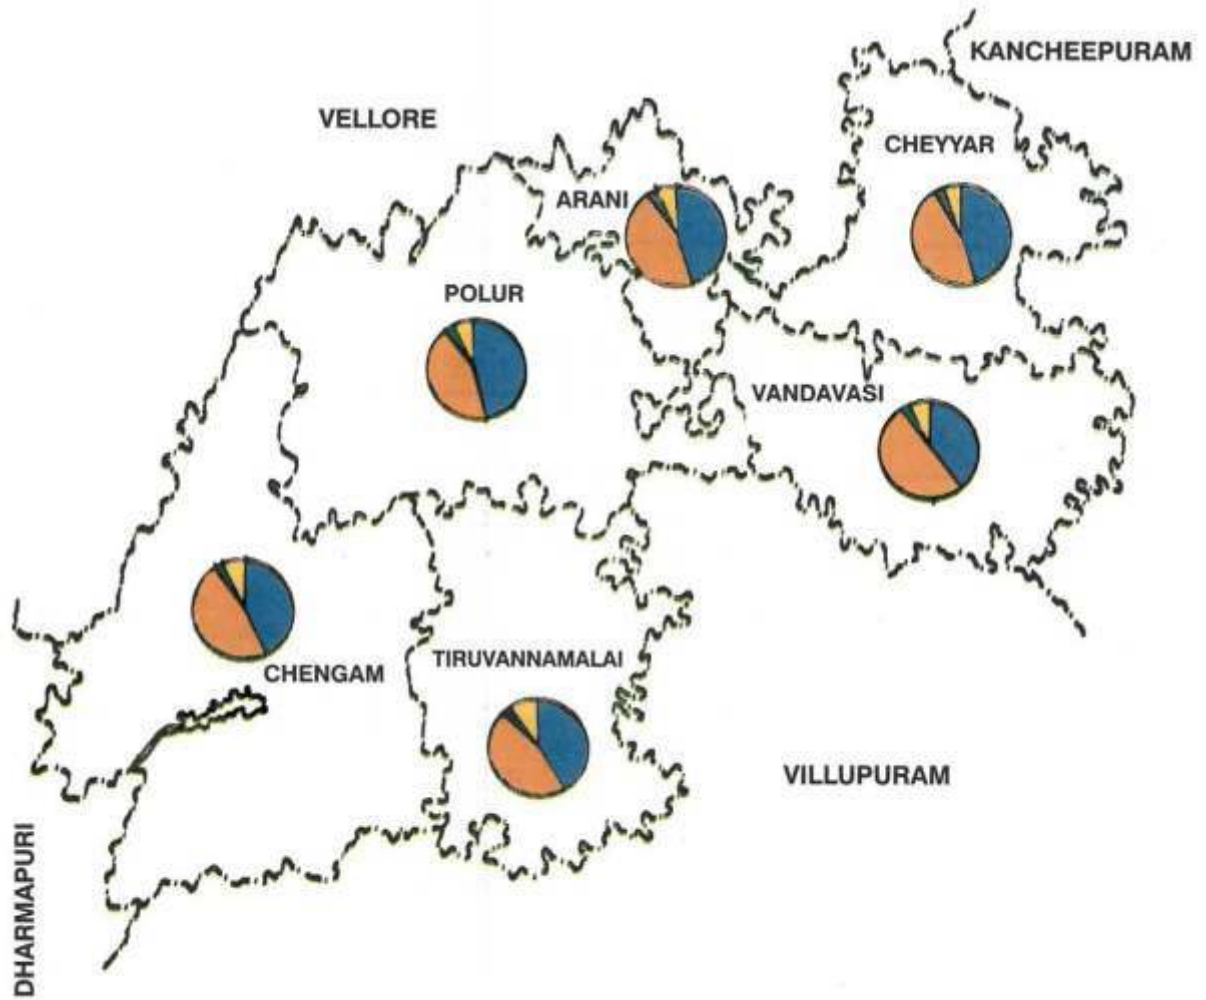 KANCHEEPURAM
VELLORE
CHEYYAR
ARANI
POLUR
VANDAVASI
TIRUVANNAMALAI
CHENGAM
VILLUPURAM
DHARMAPURI